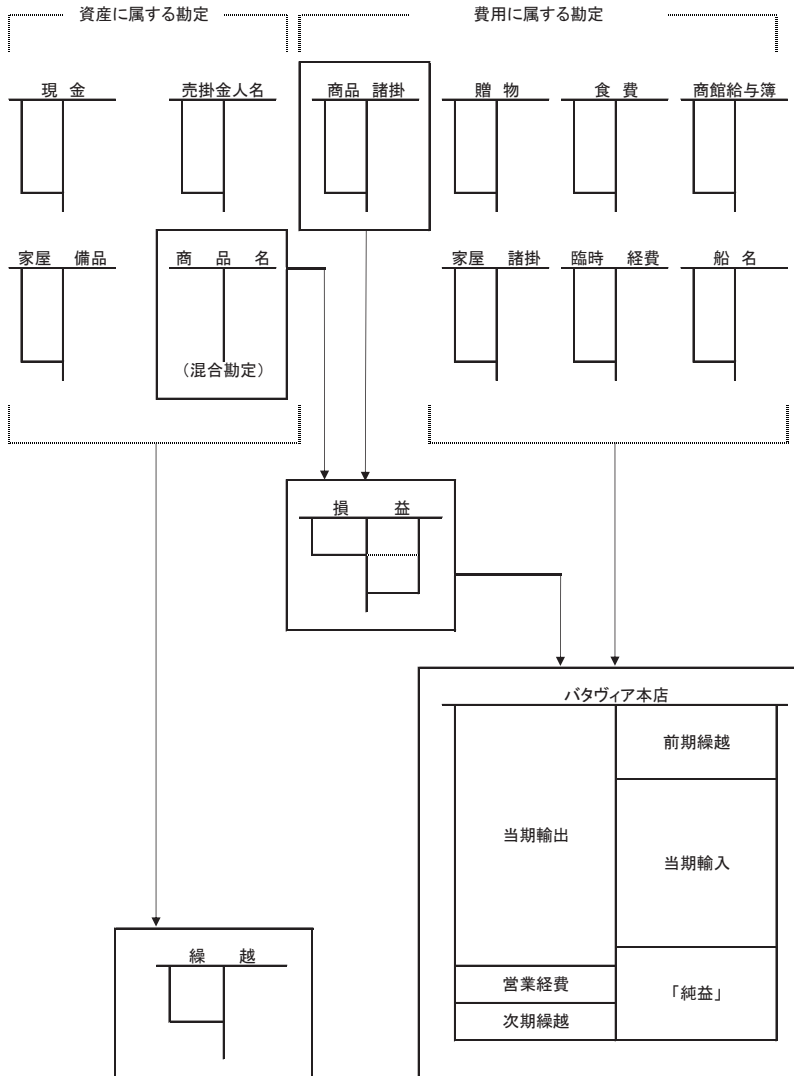 資産に属する勘定 費用に属する勘定
現 金 売掛金人名 商品 諸掛 贈 物 食 費 商館給与簿
家屋 備品 商 品 名 家屋 諸掛 臨時 経費 船 名
(混合勘定)
損 益
バタヴィア本店
前期繰越
当期輸出
当期輸入
繰 越
営業経費
「純益」
次期繰越